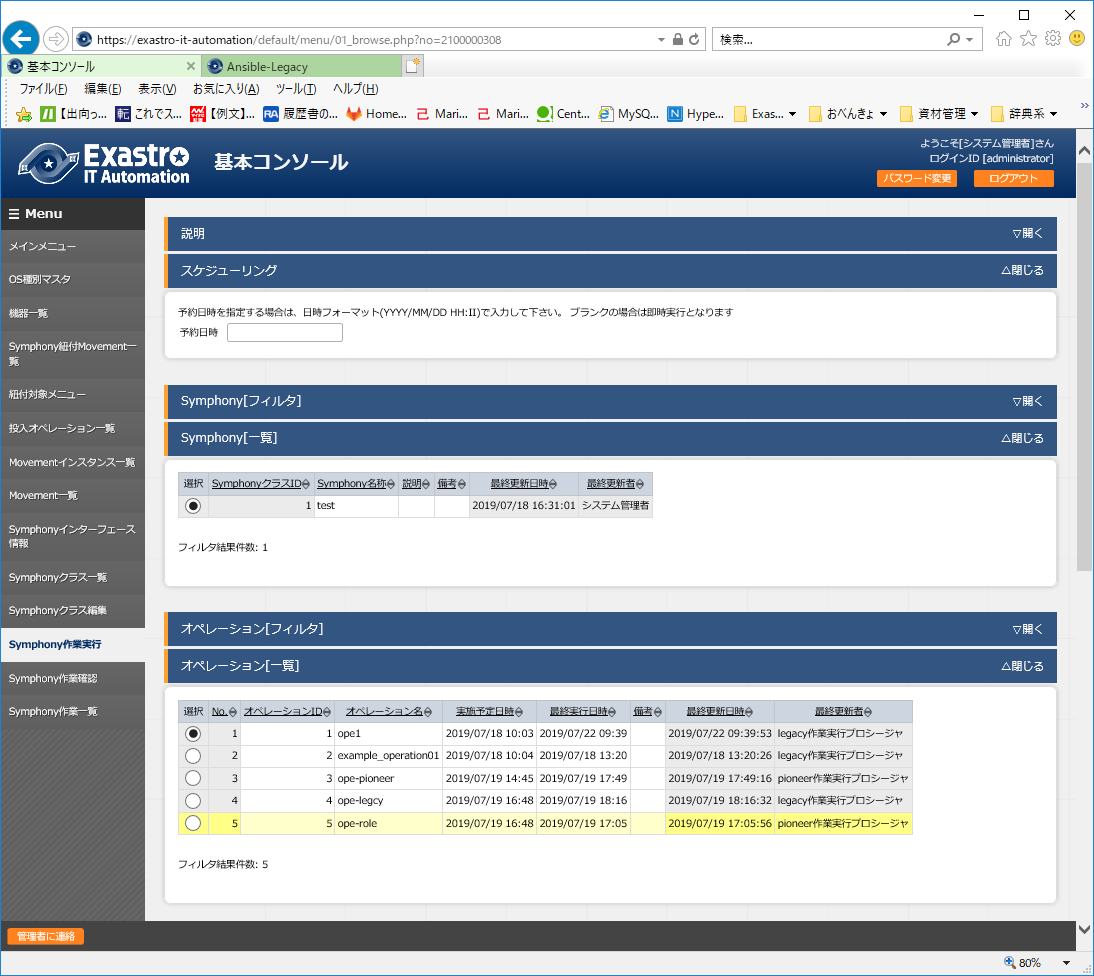 https://exastro-it-automation/default/menu/01_browse.php?no=2100000308
検索...
基本コンソール
Ansible-Legacy
ファイル(F) 編集(E) 表示(V) お気に入り(A) ツール(T) ヘルプ(H)
【出向っ... これでス... 【例文】... 履歴書の... Home... Mari... Mari... Cent... MySQ... Hype... Exas... おべんきょ 資材管理 辞典系
Exastro
IT Automation
基本コンソール
ようこそ[システム管理者]さん
ログインID [administrator]
パスワード変更 ログアウト
☰ Menu
メインメニュー
OS種別マスタ
機器一覧
Symphony紐付Movement一
覧
紐付対象メニュー
投入オペレーション一覧
Movementインスタンス一覧
Movement一覧
Symphonyインターフェース
情報
Symphonyクラス一覧
Symphonyクラス編集
Symphony作業実行
Symphony作業確認
Symphony作業一覧
説明 ▽開く
スケジューリング △閉じる
予約日時を指定する場合は、日時フォーマット(YYYY/MM/DD HH:II)で入力して下さい。 ブランクの場合は即時実行となります
予約日時
Symphony[フィルタ] ▽開く
Symphony[一覧] △閉じる
選択 SymphonyクラスID Symphony名称 説明 備考 最終更新日時 最終更新者
1 test 2019/07/18 16:31:01 システム管理者
フィルタ結果件数: 1
オペレーション[フィルタ] ▽開く
オペレーション[一覧] △閉じる
選択 No. オペレーションID オペレーション名 実施予定日時 最終実行日時 備考 最終更新日時 最終更新者
1 1 ope1 2019/07/18 10:03 2019/07/22 09:39 2019/07/22 09:39:53 legacy作業実行プロシージャ
2 2 example_operation01 2019/07/18 10:04 2019/07/18 13:20 2019/07/18 13:20:26 legacy作業実行プロシージャ
3 3 ope-pioneer 2019/07/19 14:45 2019/07/19 17:49 2019/07/19 17:49:16 pioneer作業実行プロシージャ
4 4 ope-legcy 2019/07/19 16:48 2019/07/19 18:16 2019/07/19 18:16:32 legacy作業実行プロシージャ
5 5 ope-role 2019/07/19 16:48 2019/07/19 17:05 2019/07/19 17:05:56 pioneer作業実行プロシージャ
フィルタ結果件数: 5
管理者に連絡
80%